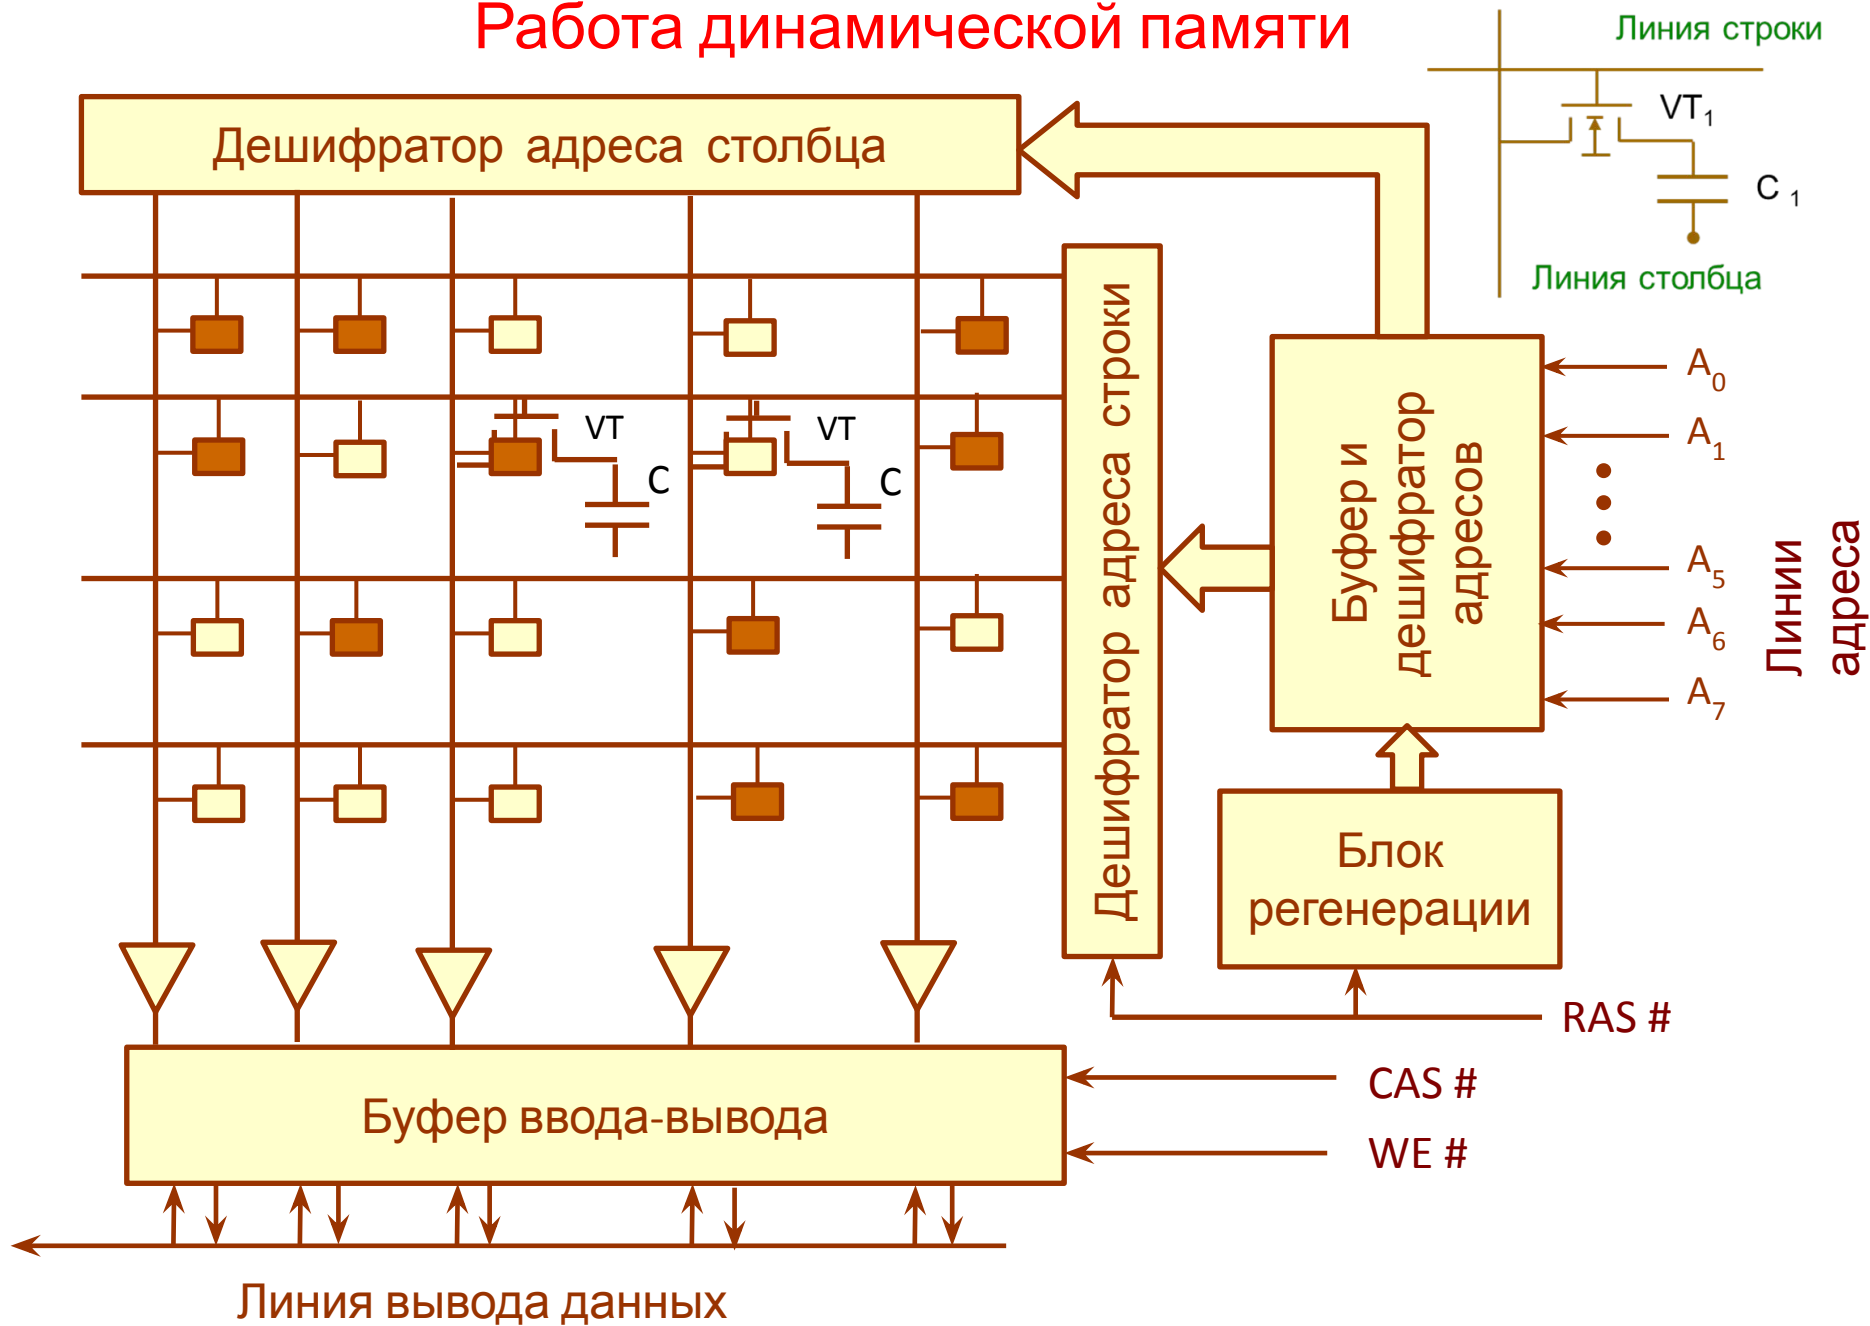 Работа динамической памяти
Линия строки
VT1
C 1
Линия столбца
Дешифратор адреса столбца
VT
C
VT
C
Дешифратор адреса строки
Буфер и
дешифратор
адресов
A0
A1
A5
A6
A7
Линии
адреса
Блок
регенерации
RAS #
CAS #
WE #
Буфер ввода-вывода
Линия вывода данных